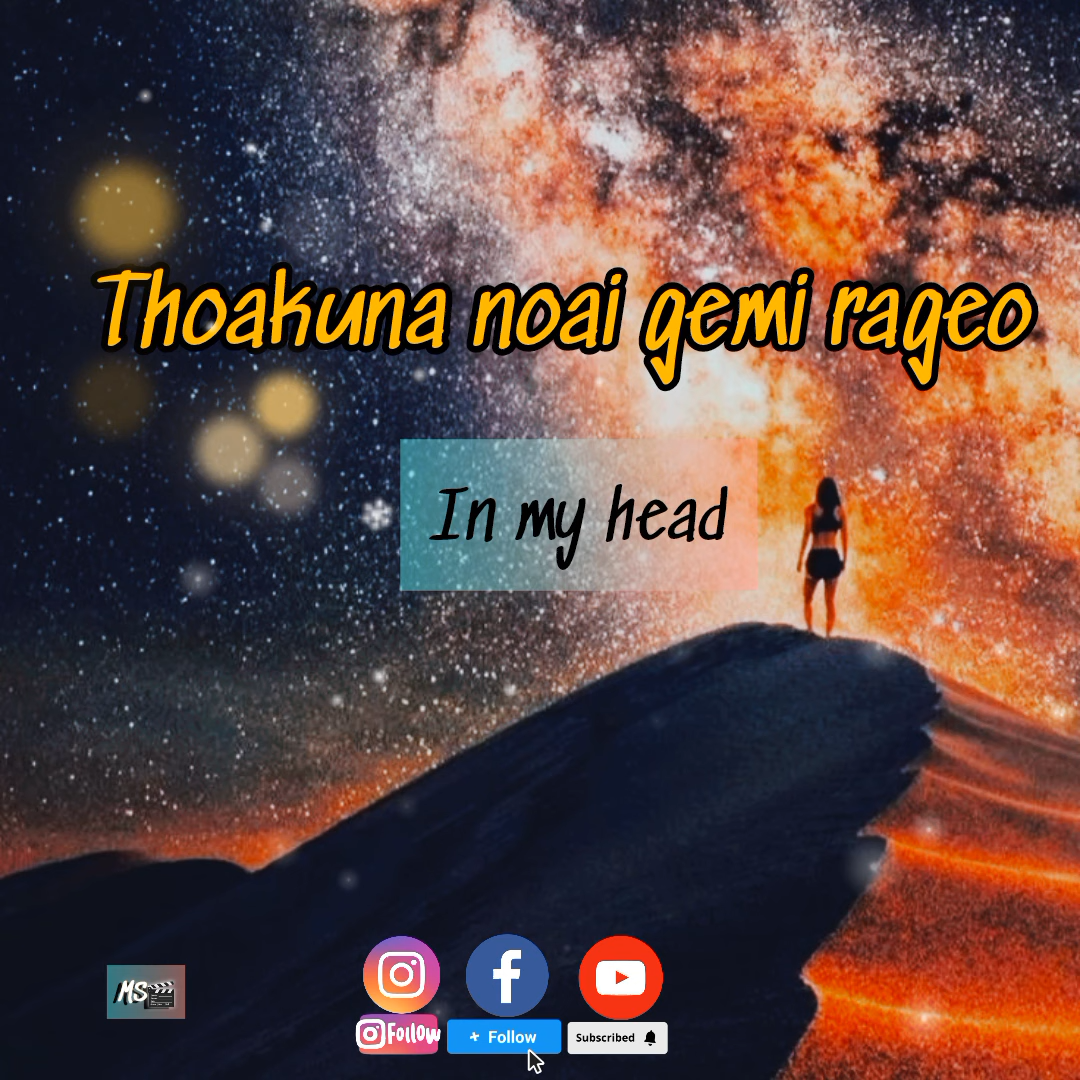 Thoakuna noai gemi rageo
In my head
MS
Follow
+ Follow
Subscribed